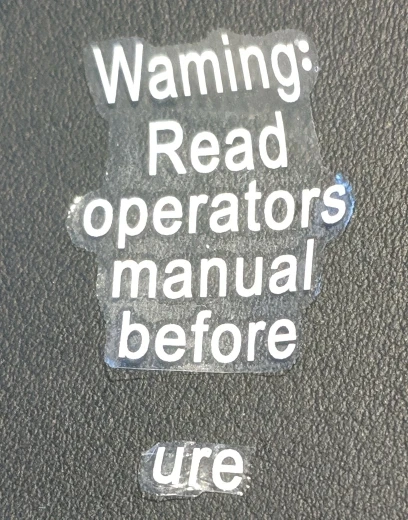 Waming:
Read
operators
manual
before
ure